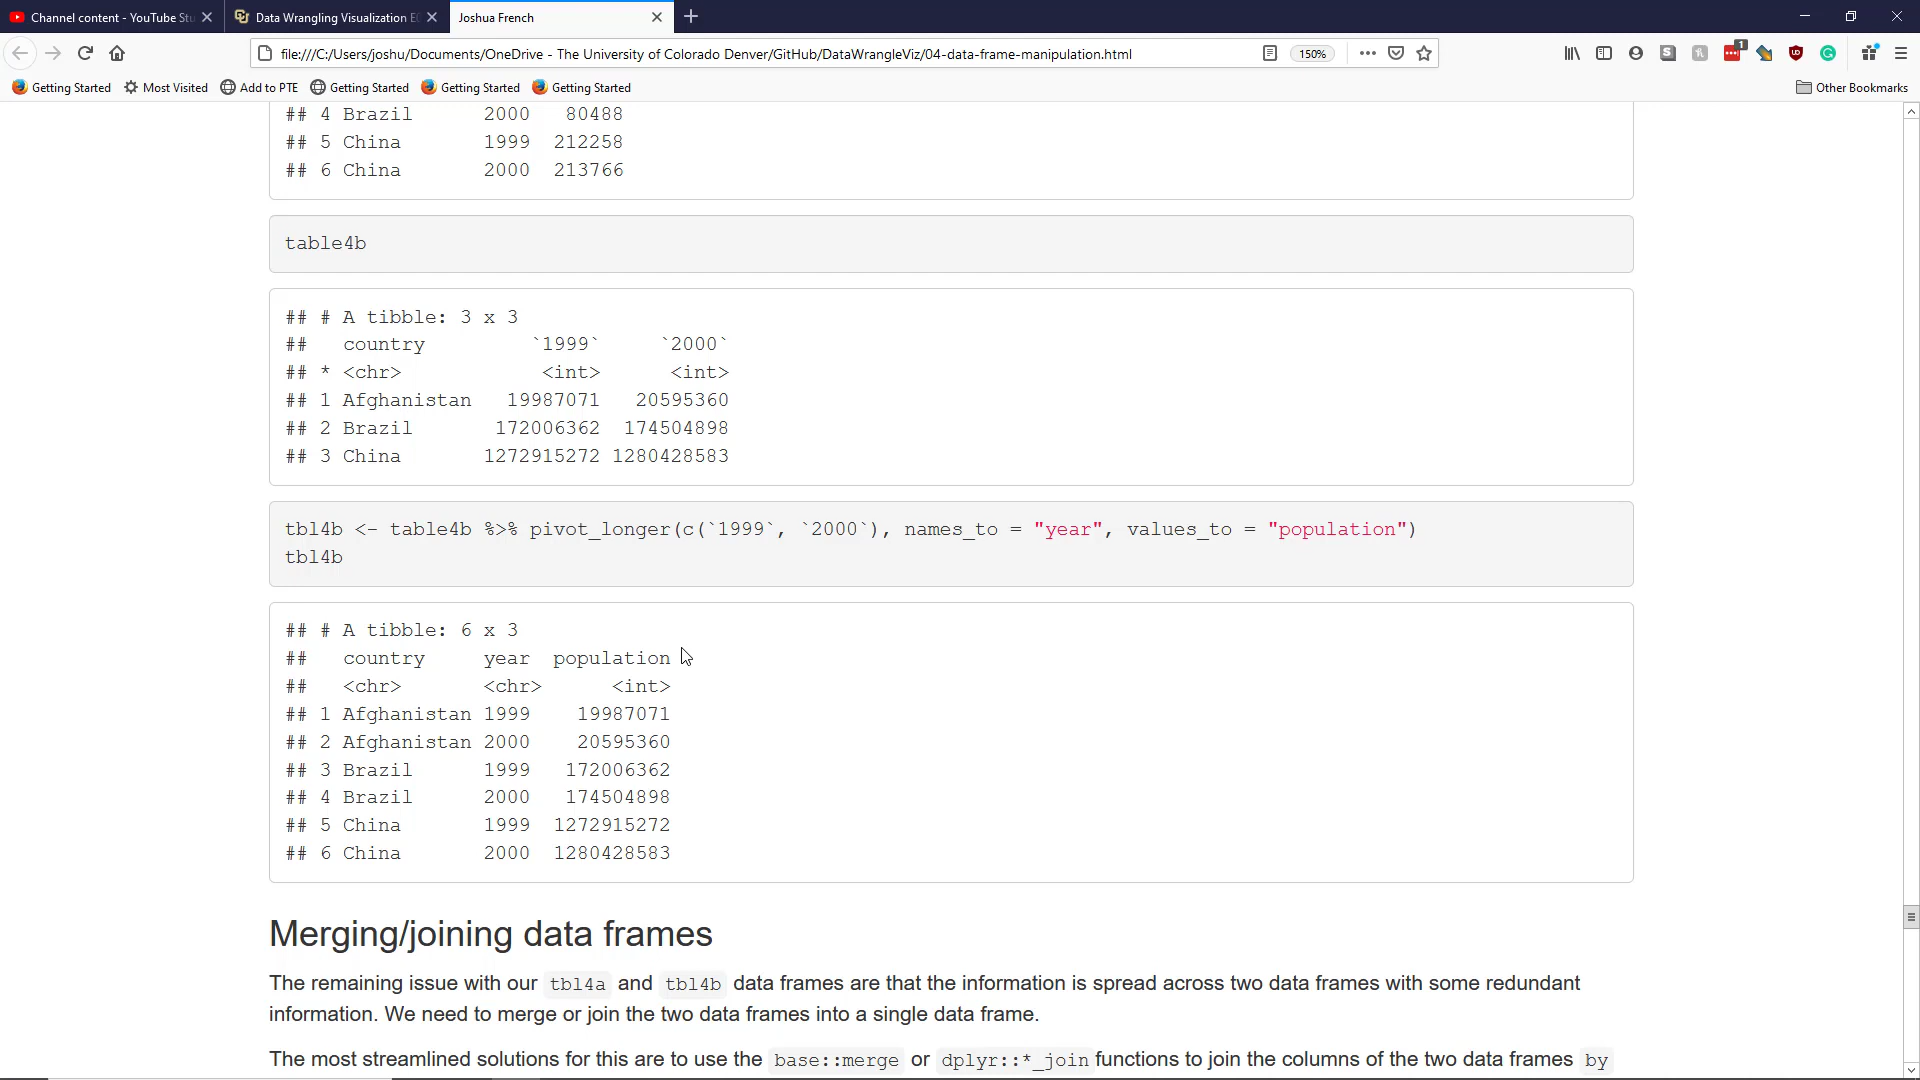 Channel content - YouTube Stu
Data Wrangling Visualization E
Joshua French
file:///C:/Users/joshu/Documents/OneDrive - The University of Colorado Denver/GitHub/DataWrangleViz/04-data-frame-manipulation.html
150%
1
Getting Started
Most Visited
Add to PTE
Getting Started
Getting Started
Getting Started
Other Bookmarks
## 4 Brazil 2000 80488
## 5 China 1999 212258
## 6 China 2000 213766
table4b
## # A tibble: 3 x 3
## country `1999` `2000`
## * <chr> <int> <int>
## 1 Afghanistan 19987071 20595360
## 2 Brazil 172006362 174504898
## 3 China 1272915272 1280428583
tbl4b <- table4b %>% pivot_longer(c(`1999`, `2000`), names_to = "year", values_to = "population")
tbl4b
## # A tibble: 6 x 3
## country year population
## <chr> <chr> <int>
## 1 Afghanistan 1999 19987071
## 2 Afghanistan 2000 20595360
## 3 Brazil 1999 172006362
## 4 Brazil 2000 174504898
## 5 China 1999 1272915272
## 6 China 2000 1280428583
Merging/joining data frames
The remaining issue with our tbl4a and tbl4b data frames are that the information is spread across two data frames with some redundant
information. We need to merge or join the two data frames into a single data frame.
The most streamlined solutions for this are to use the base::merge or dplyr::*_join functions to join the columns of the two data frames by